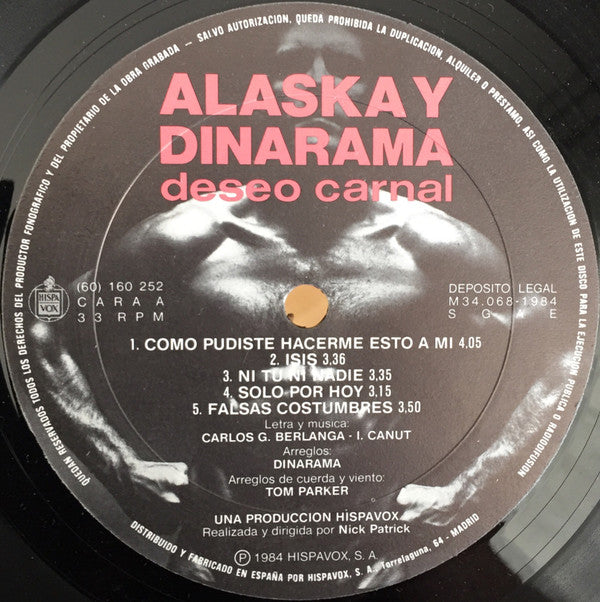 QUEDAN RESERVADOS TODOS LOS DERECHOS DEL PRODUCTOR FONOGRAFICO Y DEL PROPIETARIO DE LA OBRA GRABADA - SALVO AUTORIZACION, QUEDA PROHIBIDA LA DUPLICACION, ALQUILER O PRESTAMO, ASI COMO LA UTILIZACION DE ESTE DISCO PARA LA EJECUCION PUBLICA O RADIODIFUSION
ALASKA Y
DINARAMA
deseo carnal
HISPA
VOX
(60) 160 252
CARA A
33 RPM
DEPOSITO LEGAL
M34.068-1984
S G E
1. COMO PUDISTE HACERME ESTO A MI 4,05
2. ISIS 3,36
3. NI TU NI NADIE 3,35
4. SOLO POR HOY 3,15
5. FALSAS COSTUMBRES 3,50
Letra y musica:
CARLOS G. BERLANGA - I. CANUT
Arreglos:
DINARAMA
Arreglos de cuerda y viento:
TOM PARKER
UNA PRODUCCION HISPAVOX
Realizada y dirigida por Nick Patrick
Ⓟ 1984 HISPAVOX, S. A.
DISTRIBUIDO Y FABRICADO EN ESPAÑA POR HISPAVOX, S. A., Torrelaguna, 64 - MADRID